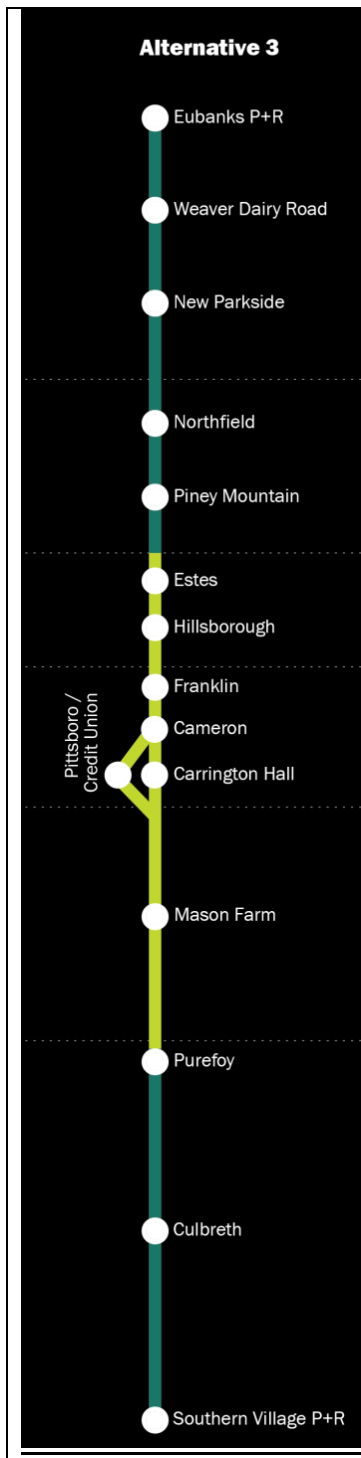 Alternative 3
Eubanks P+R
Weaver Dairy Road
New Parkside
Northfield
Piney Mountain
Estes
Hillsborough
Franklin
Cameron
Pittsboro /
Credit Union
Carrington Hall
Mason Farm
Purefoy
Culbreth
Southern Village P+R